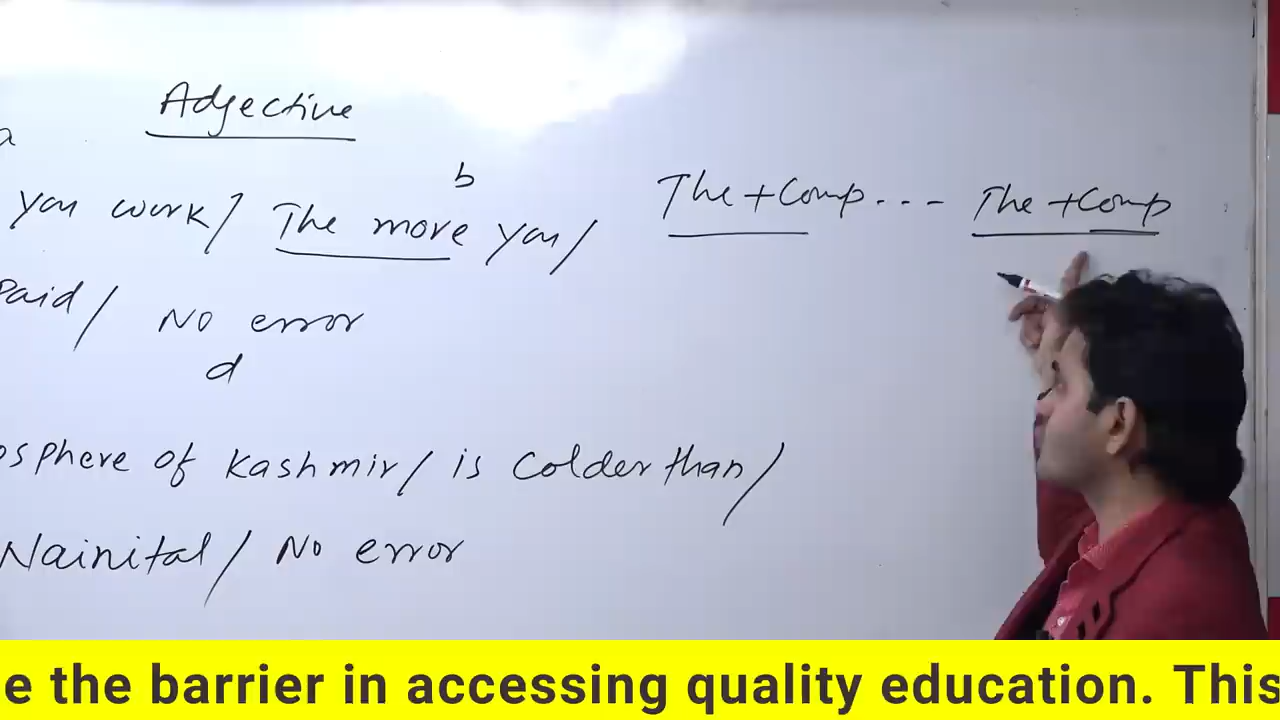 Adjective
a
b
you work/ The more you/
The + Comp... The + Comp
paid/ No error
d
osphere of Kashmir/ is Colder than/
Nainital/ No error
e the barrier in accessing quality education. This